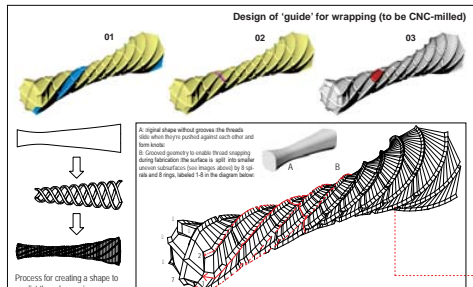 Design of 'guide' for wrapping (to be CNC-milled)
01
02
03
A: riginal shape without grooves :the threads
slide when they're pushed against each other and
form knots:
B: Grooved geometry to enable thread snapping
during fabrication the surface is split into smaller
uneven subsurfaces (see images above) by 8 spi-
rals and 8 rings, labeled 1-8 in the diagram below:
A
B
2
7
Process for creating a shape to